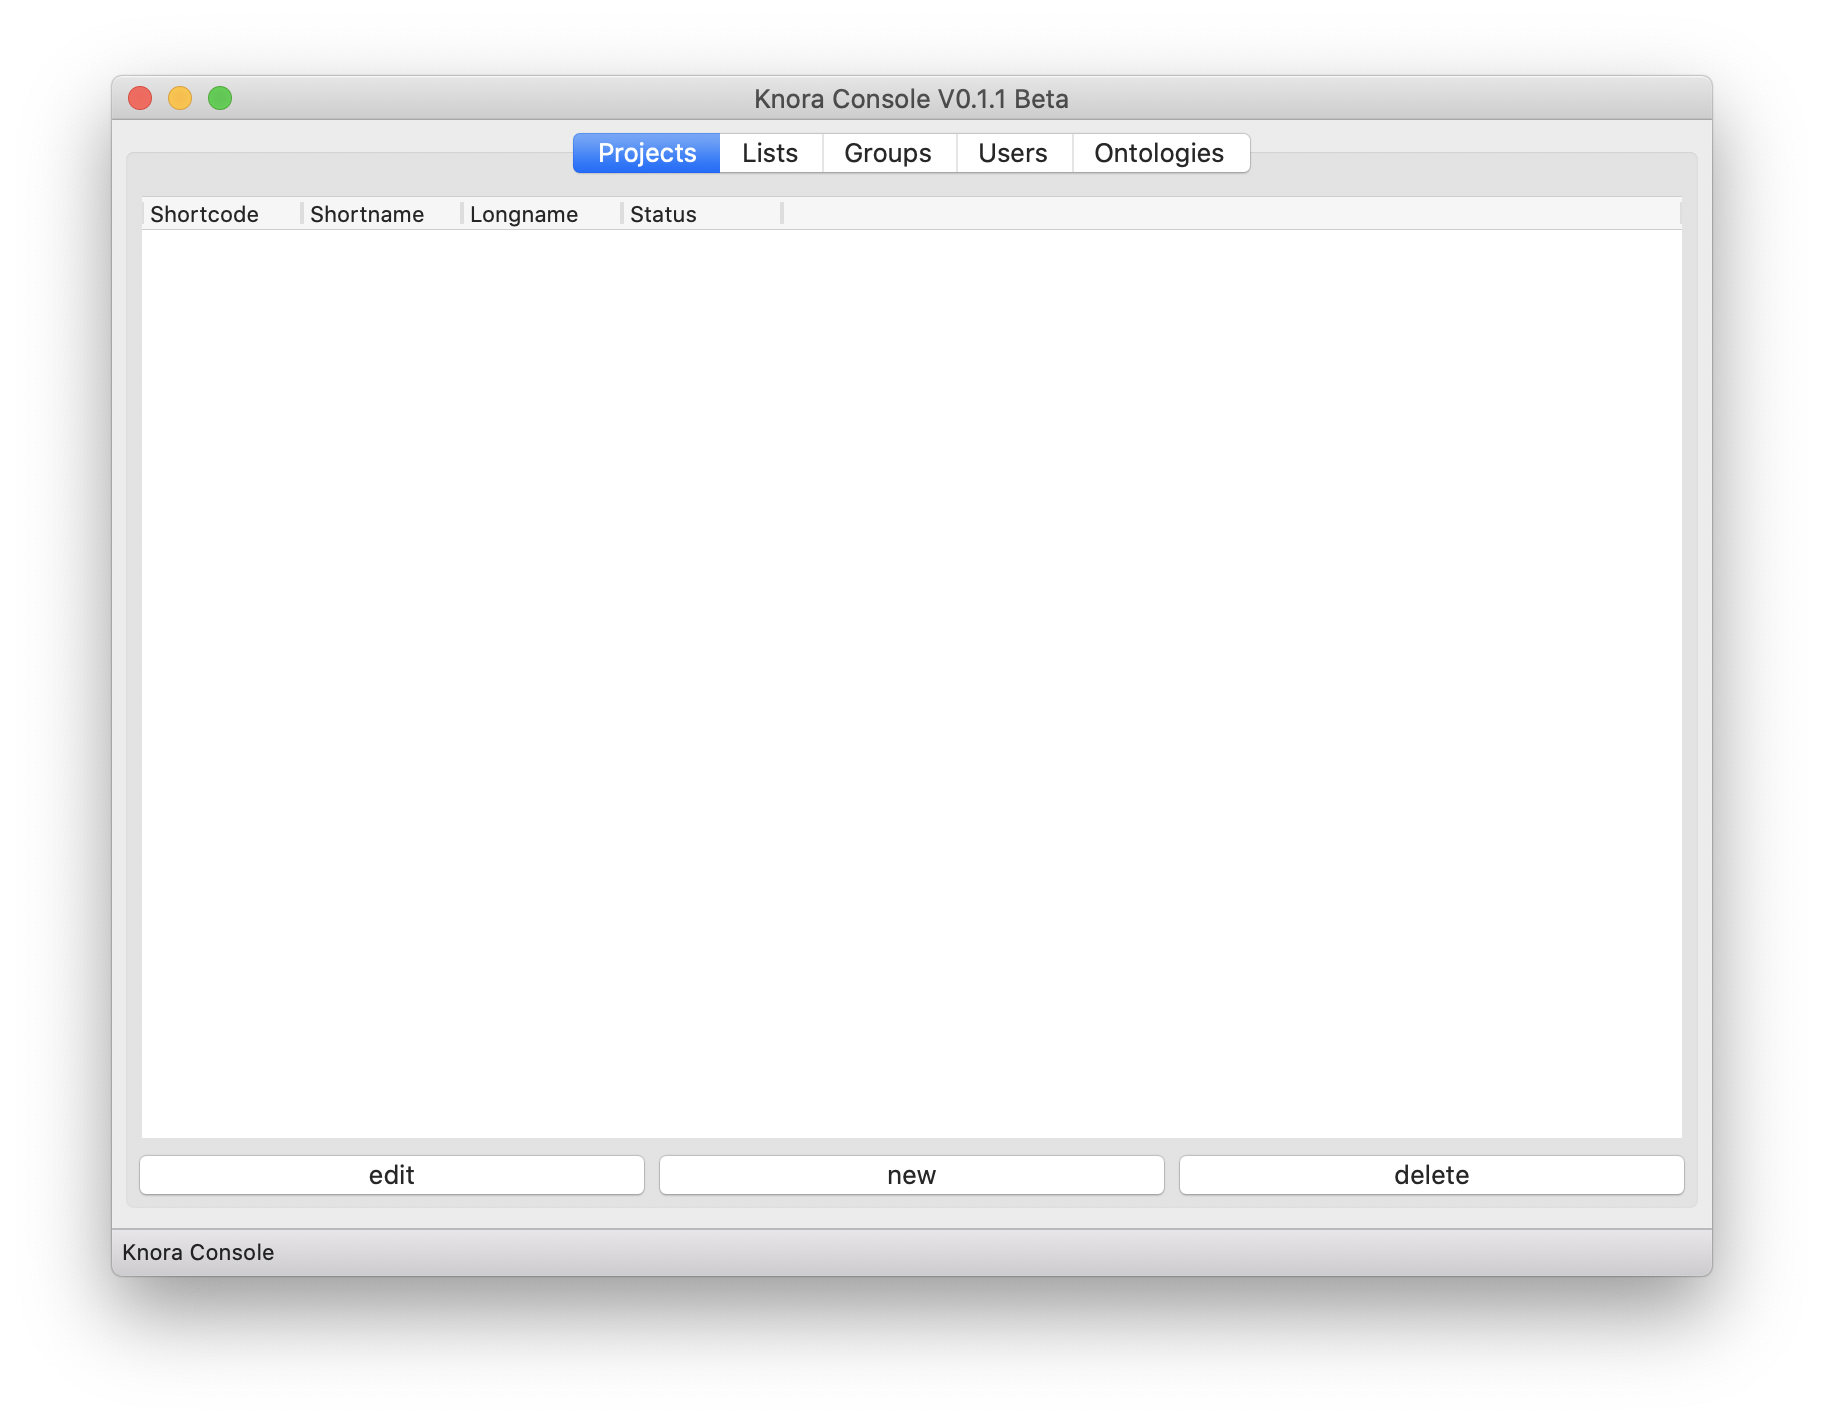 Knora Console V0.1.1 Beta
Projects Lists Groups Users Ontologies
Shortcode Shortname Longname Status
edit new delete
Knora Console